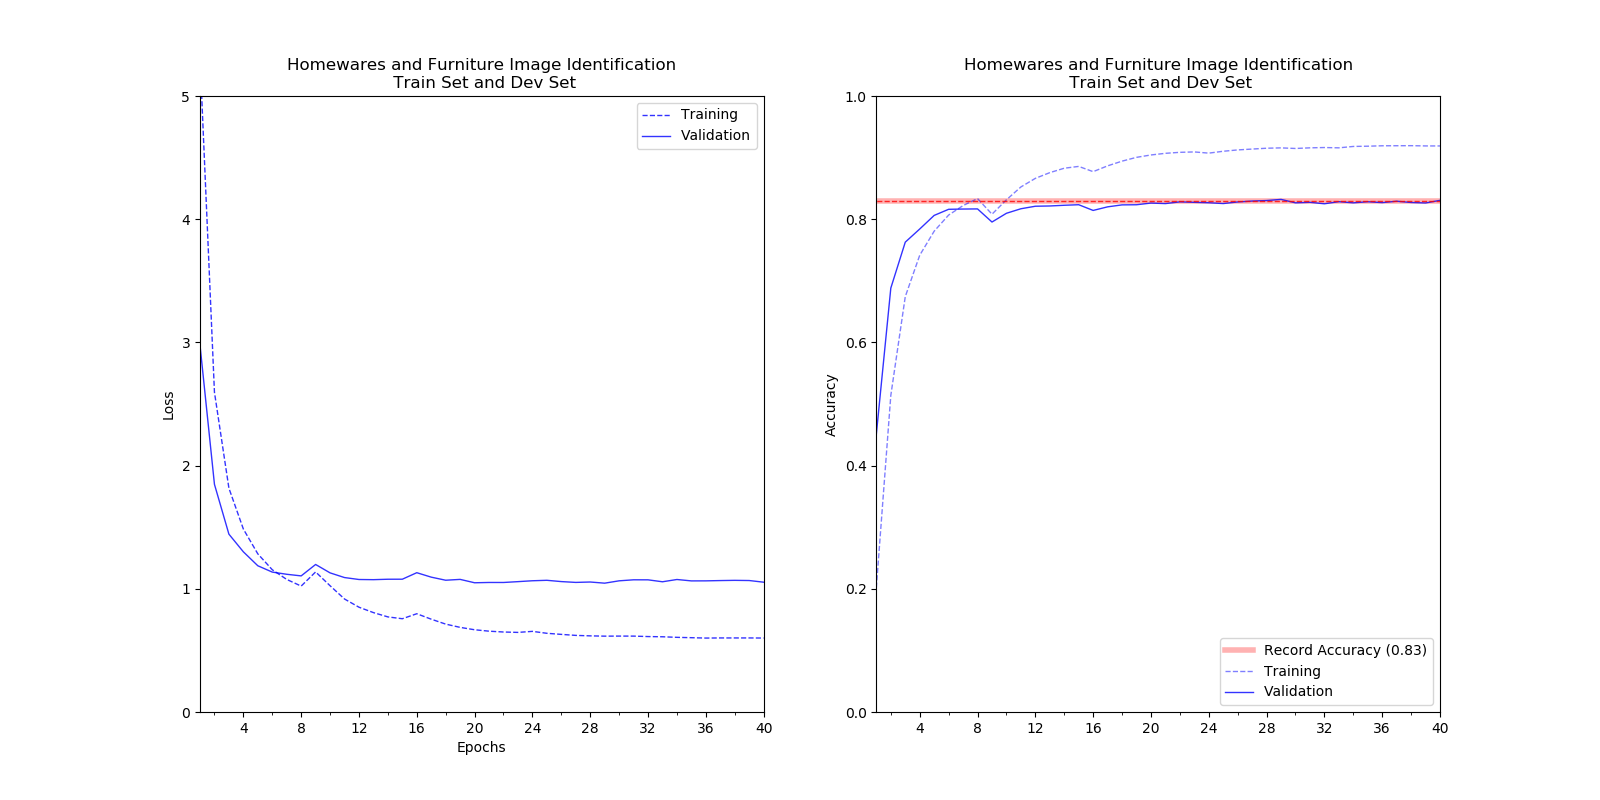 Homewares and Furniture Image Identification
Train Set and Dev Set
5
4
3
2
1
0
Loss
Training
Validation
4 8 12 16 20 24 28 32 36 40
Epochs
Homewares and Furniture Image Identification
Train Set and Dev Set
1.0
0.8
0.6
0.4
0.2
0.0
Accuracy
Record Accuracy (0.83)
Training
Validation
4 8 12 16 20 24 28 32 36 40